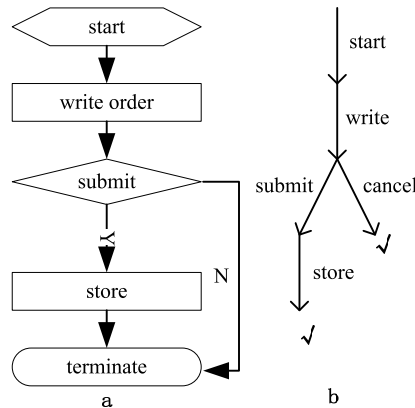 start
write order
submit
Y
N
store
terminate
a
start
write
submit
cancel
√
store
√
b